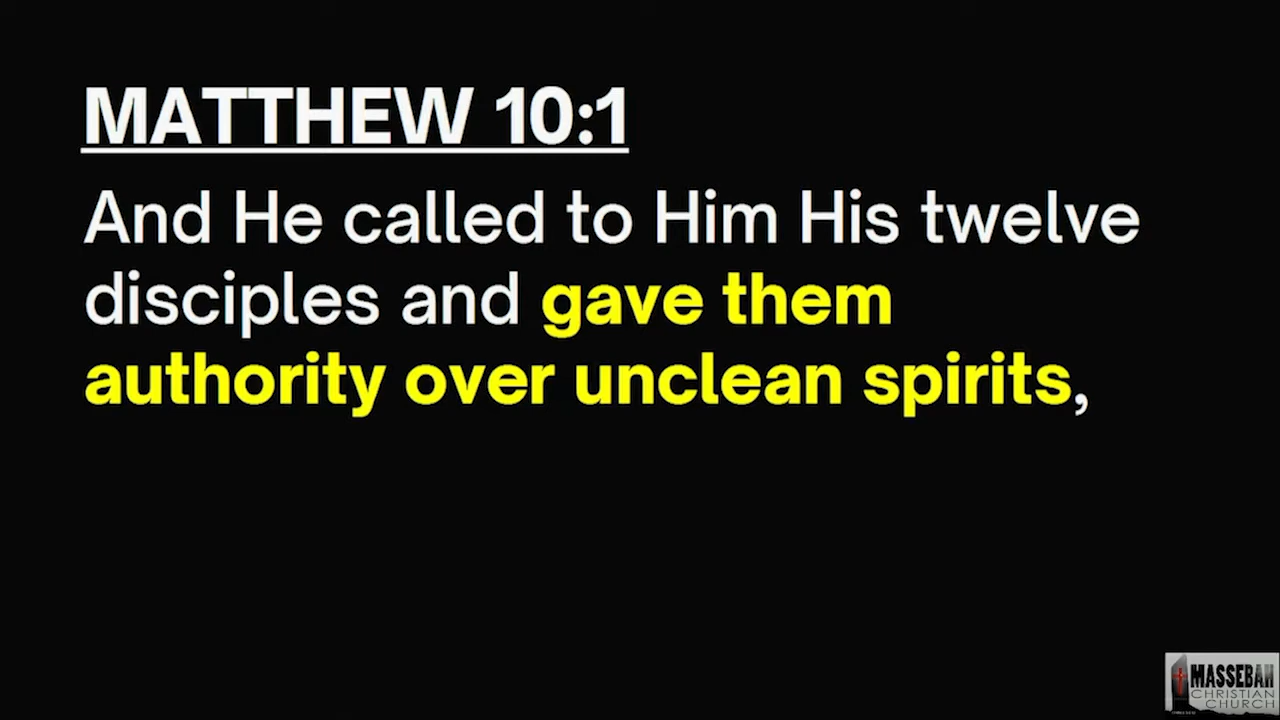 MATTHEW 10:1
And He called to Him His twelve
disciples and gave them
authority over unclean spirits,
MASSEBAH
CHRISTIAN
CHURCH